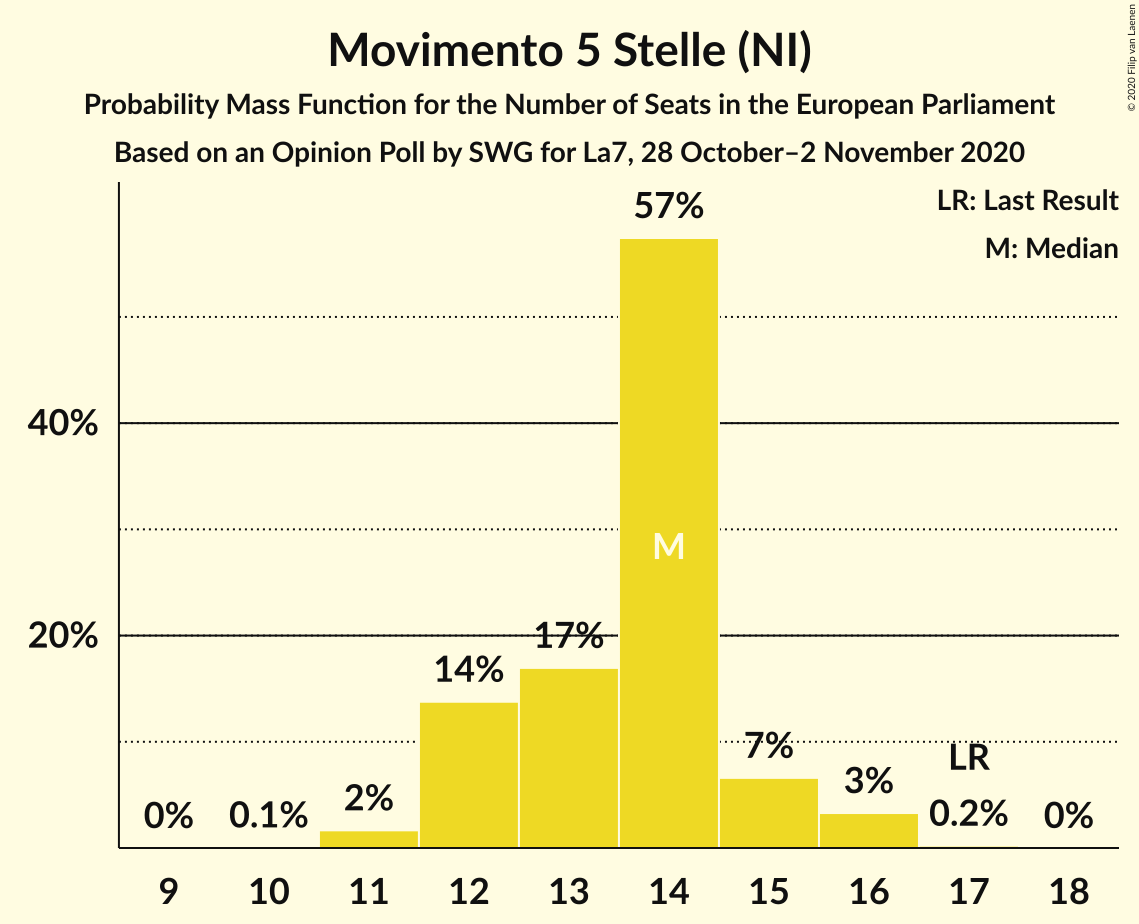 Movimento 5 Stelle (NI)
Probability Mass Function for the Number of Seats in the European Parliament
Based on an Opinion Poll by SWG for La7, 28 October–2 November 2020
© 2020 Filip van Laenen
LR: Last Result
M: Median
57%
40%
M
20%
17%
14%
7%
LR
3%
2%
0%
0.1%
0.2%
0%
9 10 11 12 13 14 15 16 17 18